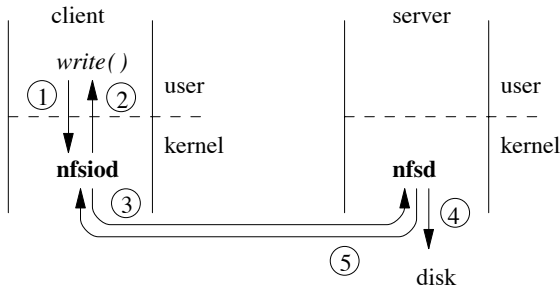 client server
write( )
1 2 user user
kernel kernel
nfsiod nfsd
3 4
5
disk